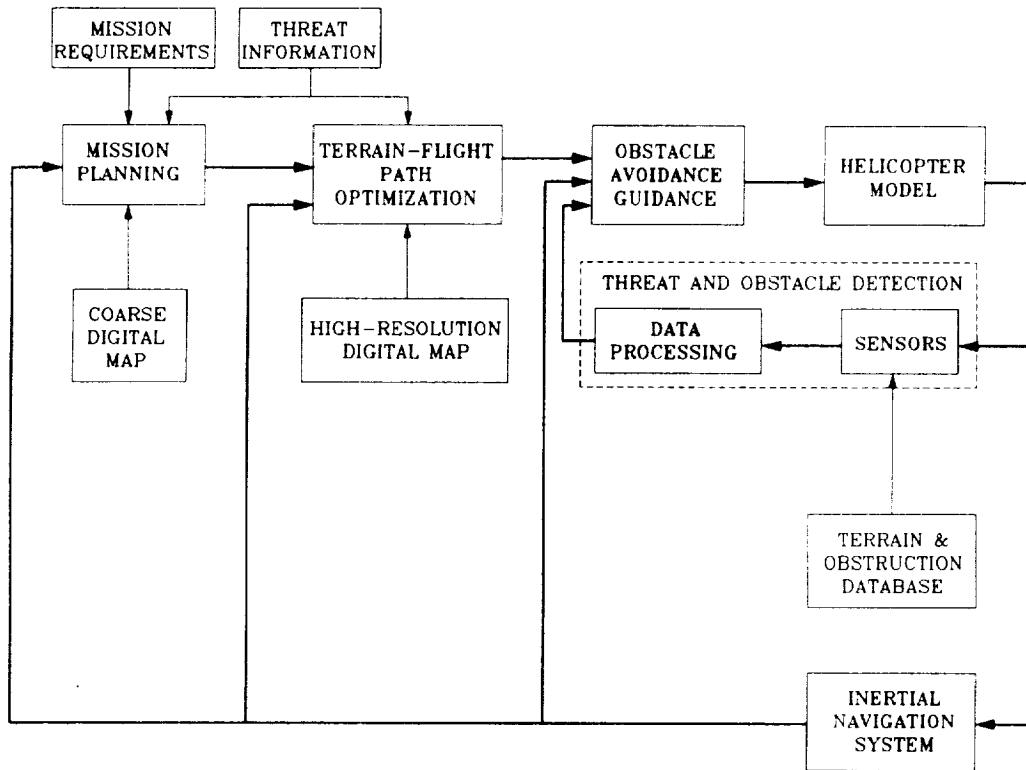 MISSION
REQUIREMENTS
THREAT
INFORMATION
MISSION
PLANNING
TERRAIN-FLIGHT
PATH
OPTIMIZATION
OBSTACLE
AVOIDANCE
GUIDANCE
HELICOPTER
MODEL
THREAT AND OBSTACLE DETECTION
COARSE
DIGITAL
MAP
HIGH-RESOLUTION
DIGITAL MAP
DATA
PROCESSING
SENSORS
TERRAIN &
OBSTRUCTION
DATABASE
INERTIAL
NAVIGATION
SYSTEM